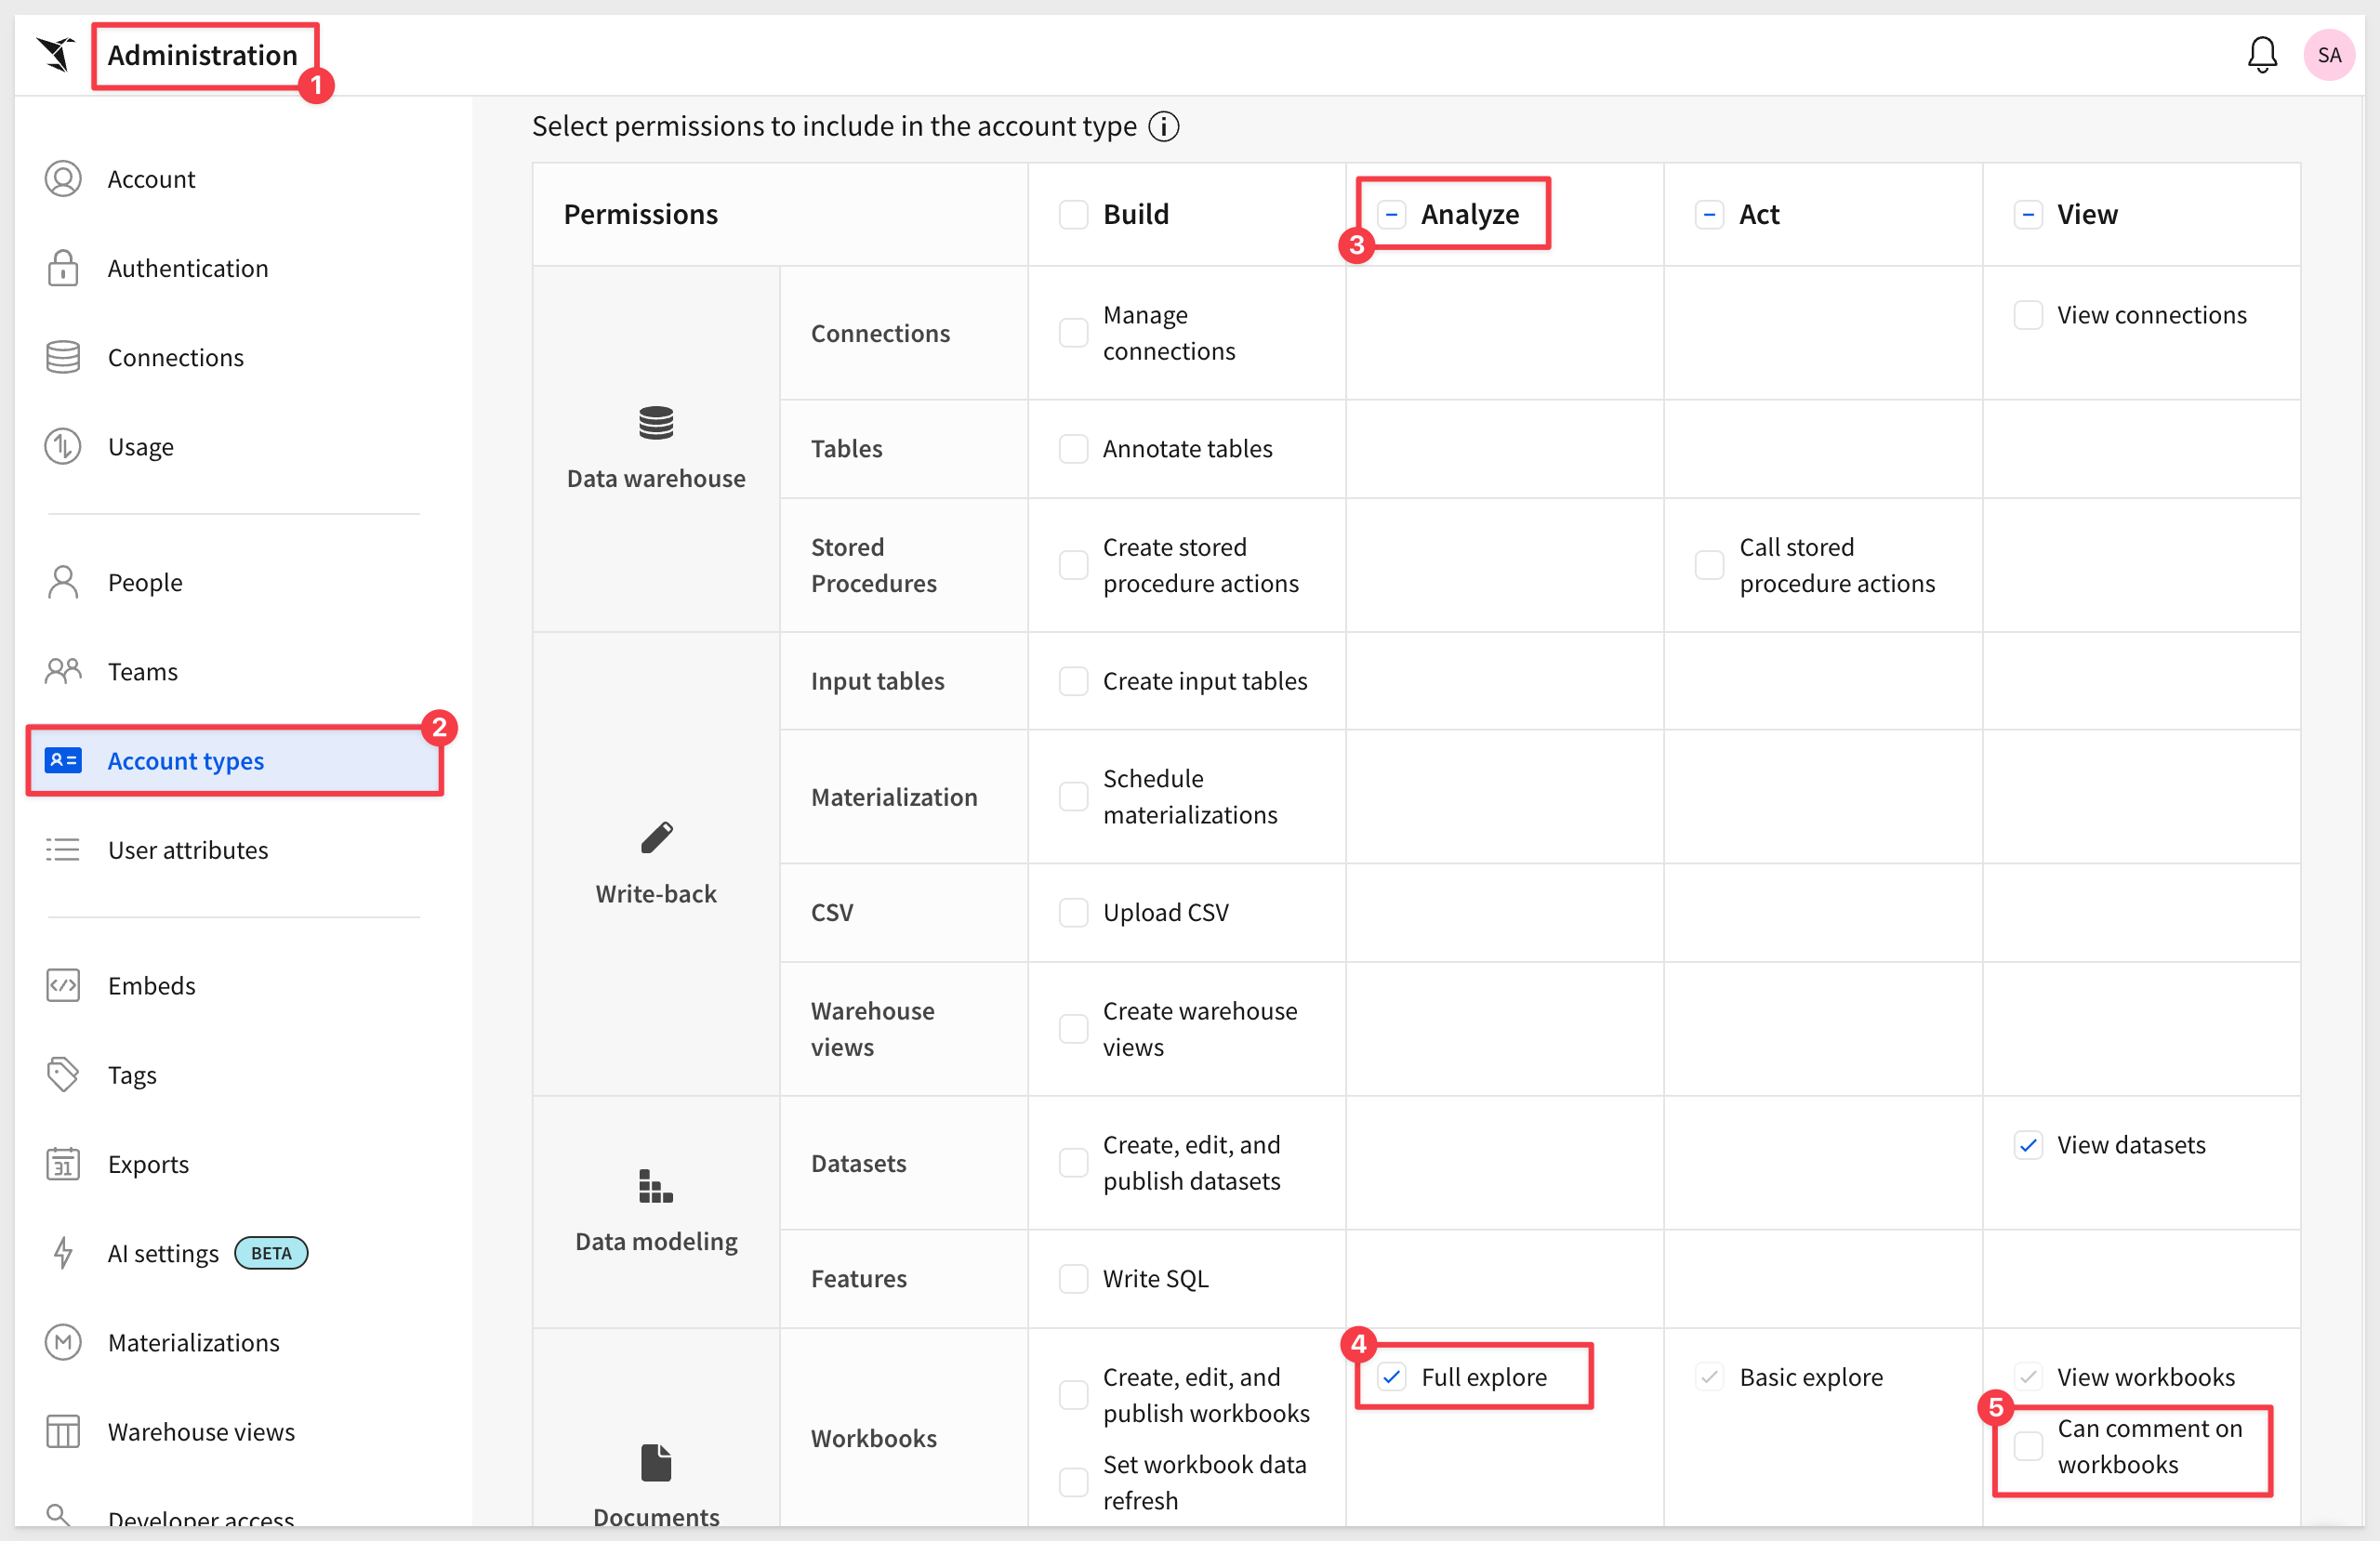 Administration
1
SA
Account
Authentication
Connections
Usage
People
Teams
2
Account types
User attributes
Embeds
Tags
31
Exports
AI settings BETA
M
Materializations
Warehouse views
Developer access
Select permissions to include in the account type
Permissions
Build
3
Analyze
Act
View
Data warehouse
Connections
Manage
connections
View connections
Tables
Annotate tables
Stored
Procedures
Create stored
procedure actions
Call stored
procedure actions
Write-back
Input tables
Create input tables
Materialization
Schedule
materializations
CSV
Upload CSV
Warehouse
views
Create warehouse
views
Data modeling
Datasets
Create, edit, and
publish datasets
View datasets
Features
Write SQL
Documents
Workbooks
Create, edit, and
publish workbooks
Set workbook data
refresh
4
Full explore
Basic explore
View workbooks
5
Can comment on
workbooks